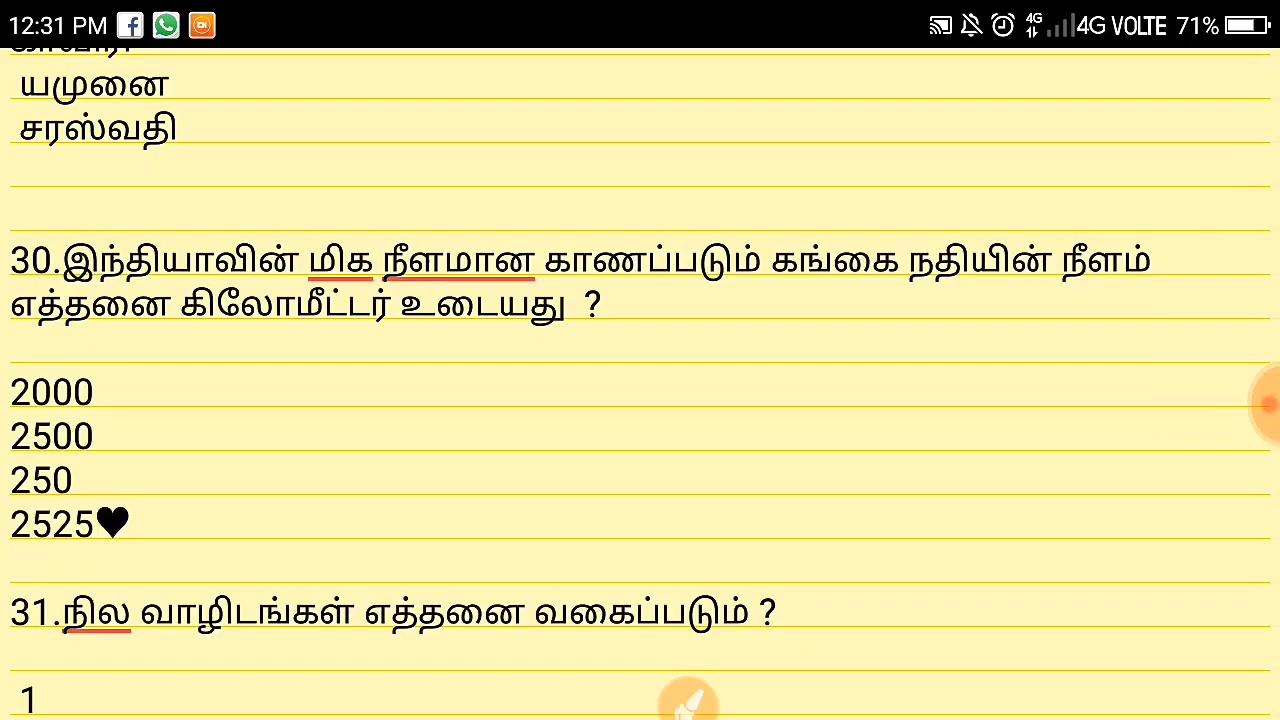 12:31 PM 4G 4G VOLTE 71%
யமுனை
சரஸ்வதி
30.இந்தியாவின் மிக நீளமான காணப்படும் கங்கை நதியின் நீளம்
எத்தனை கிலோமீட்டர் உடையது ?
2000
2500
250
2525♥
31.நில வாழிடங்கள் எத்தனை வகைப்படும் ?
1